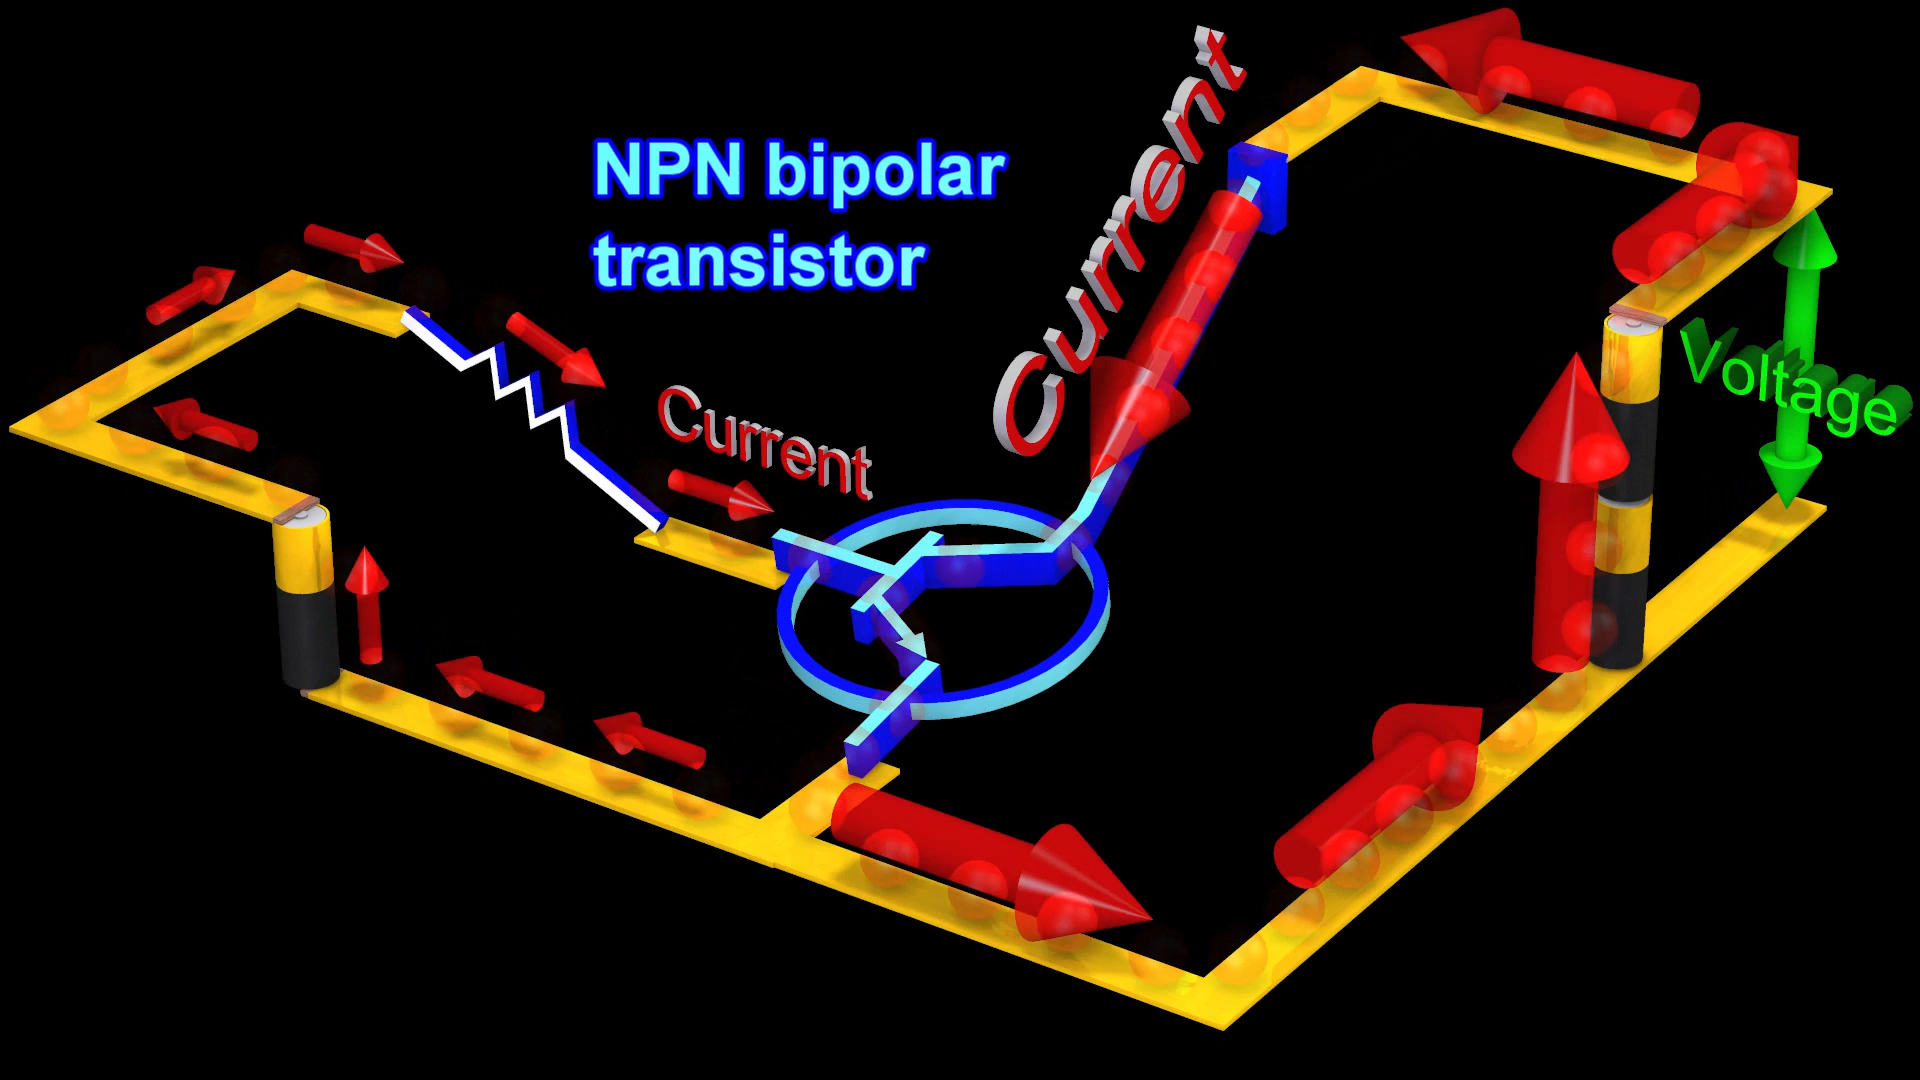 NPN bipolar
transistor
Current
Current
Voltage